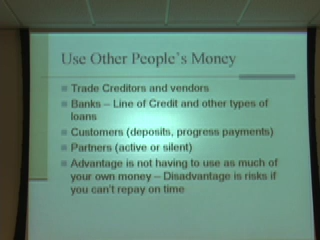 Use Other People's Money
Trade Creditors and vendors
Banks – Line of Credit and other types of
loans
Customers (deposits, progress payments)
Partners (active or silent)
Advantage is not having to use as much of
your own money – Disadvantage is risks if
you can't repay on time